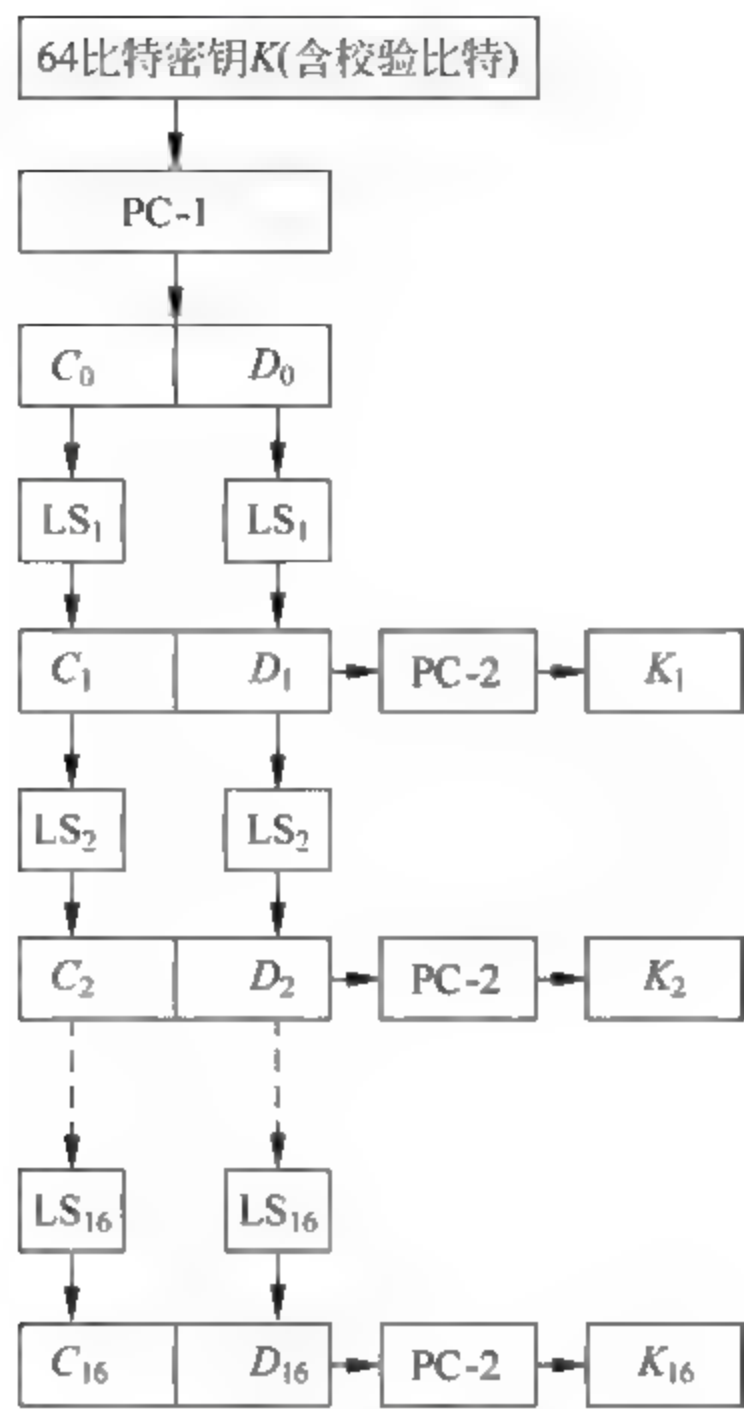 64比特密钥K(含校验比特)
PC-1
C₀ D₀
LS₁ LS₁
C₁ D₁ PC-2 K₁
LS₂ LS₂
C₂ D₂ PC-2 K₂
LS₁₆ LS₁₆
C₁₆ D₁₆ PC-2 K₁₆